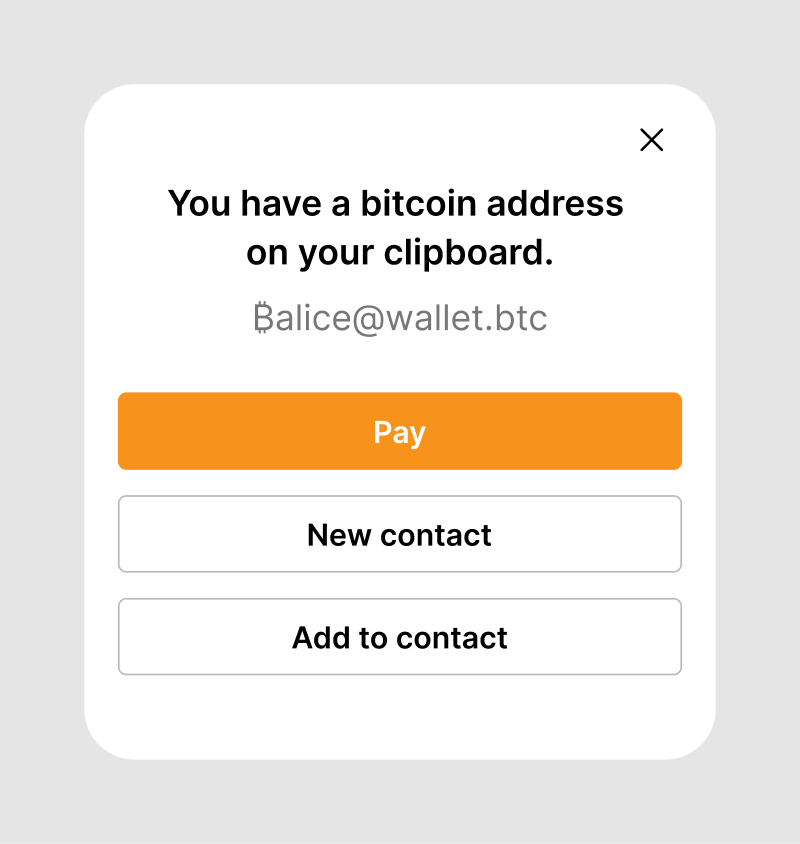 You have a bitcoin address
on your clipboard.
₿alice@wallet.btc
Pay
New contact
Add to contact